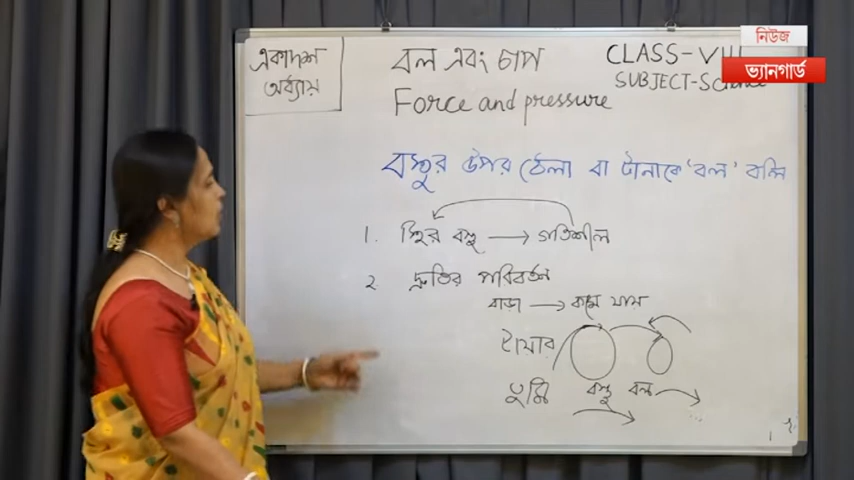 একাদশ
অধ্যায়
বল এবং চাপ
Force and pressure
CLASS-VIII
SUBJECT-Science
নিউজ
ভ্যানগার্ড
বস্তুর উপর ঠেলা বা টানাকে 'বল' বলি
1. স্থির বস্তু → গতিশীল
2. দ্রুতির পরিবর্তন
বাড়া → কমে যায়
টায়ার
তুমি বস্তু বল